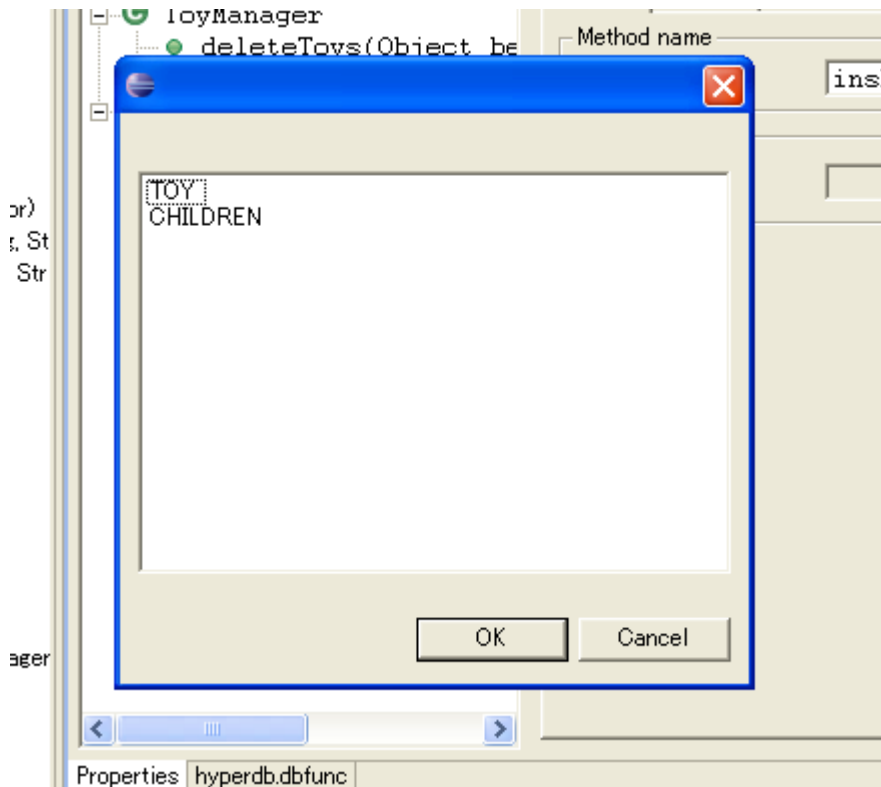 ToyManager
deleteToys(Object be
Method name
ins
TOY
CHILDREN
or)
, St
Str
OK
Cancel
ager
Properties
hyperdb.dbfunc